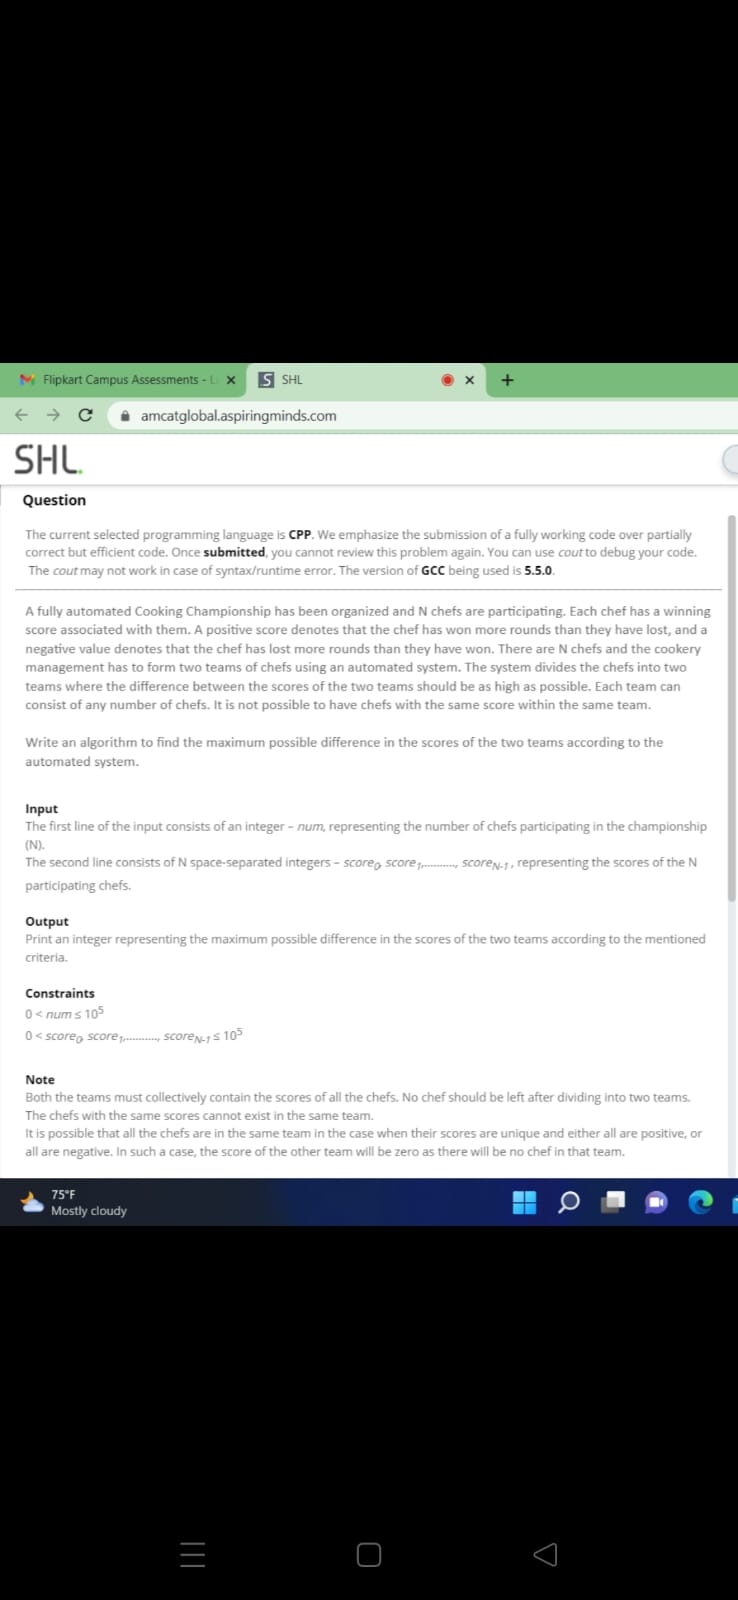 Flipkart Campus Assessments - L
SHL
amcatglobal.aspiringminds.com
SHL.
Question
The current selected programming language is CPP. We emphasize the submission of a fully working code over partially
correct but efficient code. Once submitted, you cannot review this problem again. You can use cout to debug your code.
The cout may not work in case of syntax/runtime error. The version of GCC being used is 5.5.0.
A fully automated Cooking Championship has been organized and N chefs are participating. Each chef has a winning
score associated with them. A positive score denotes that the chef has won more rounds than they have lost, and a
negative value denotes that the chef has lost more rounds than they have won. There are N chefs and the cookery
management has to form two teams of chefs using an automated system. The system divides the chefs into two
teams where the difference between the scores of the two teams should be as high as possible. Each team can
consist of any number of chefs. It is not possible to have chefs with the same score within the same team.
Write an algorithm to find the maximum possible difference in the scores of the two teams according to the
automated system.
Input
The first line of the input consists of an integer – num, representing the number of chefs participating in the championship
(N).
The second line consists of N space-separated integers – score0, score1,..........., scoreN-1, representing the scores of the N
participating chefs.
Output
Print an integer representing the maximum possible difference in the scores of the two teams according to the mentioned
criteria.
Constraints
0 < num ≤ 10⁵
0 < score0, score1,..........., scoreN-1 ≤ 10⁵
Note
Both the teams must collectively contain the scores of all the chefs. No chef should be left after dividing into two teams.
The chefs with the same scores cannot exist in the same team.
It is possible that all the chefs are in the same team in the case when their scores are unique and either all are positive, or
all are negative. In such a case, the score of the other team will be zero as there will be no chef in that team.
75°F
Mostly cloudy